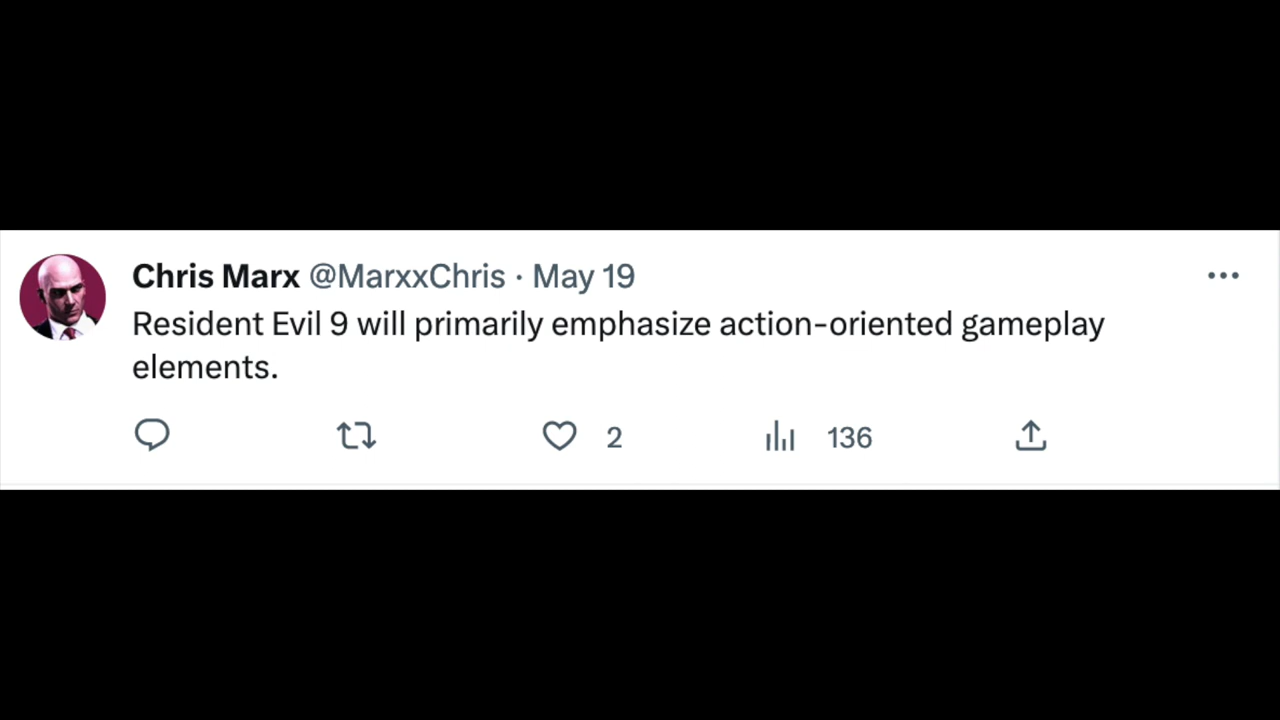 Chris Marx @MarxxChris · May 19
Resident Evil 9 will primarily emphasize action-oriented gameplay
elements.
2 136